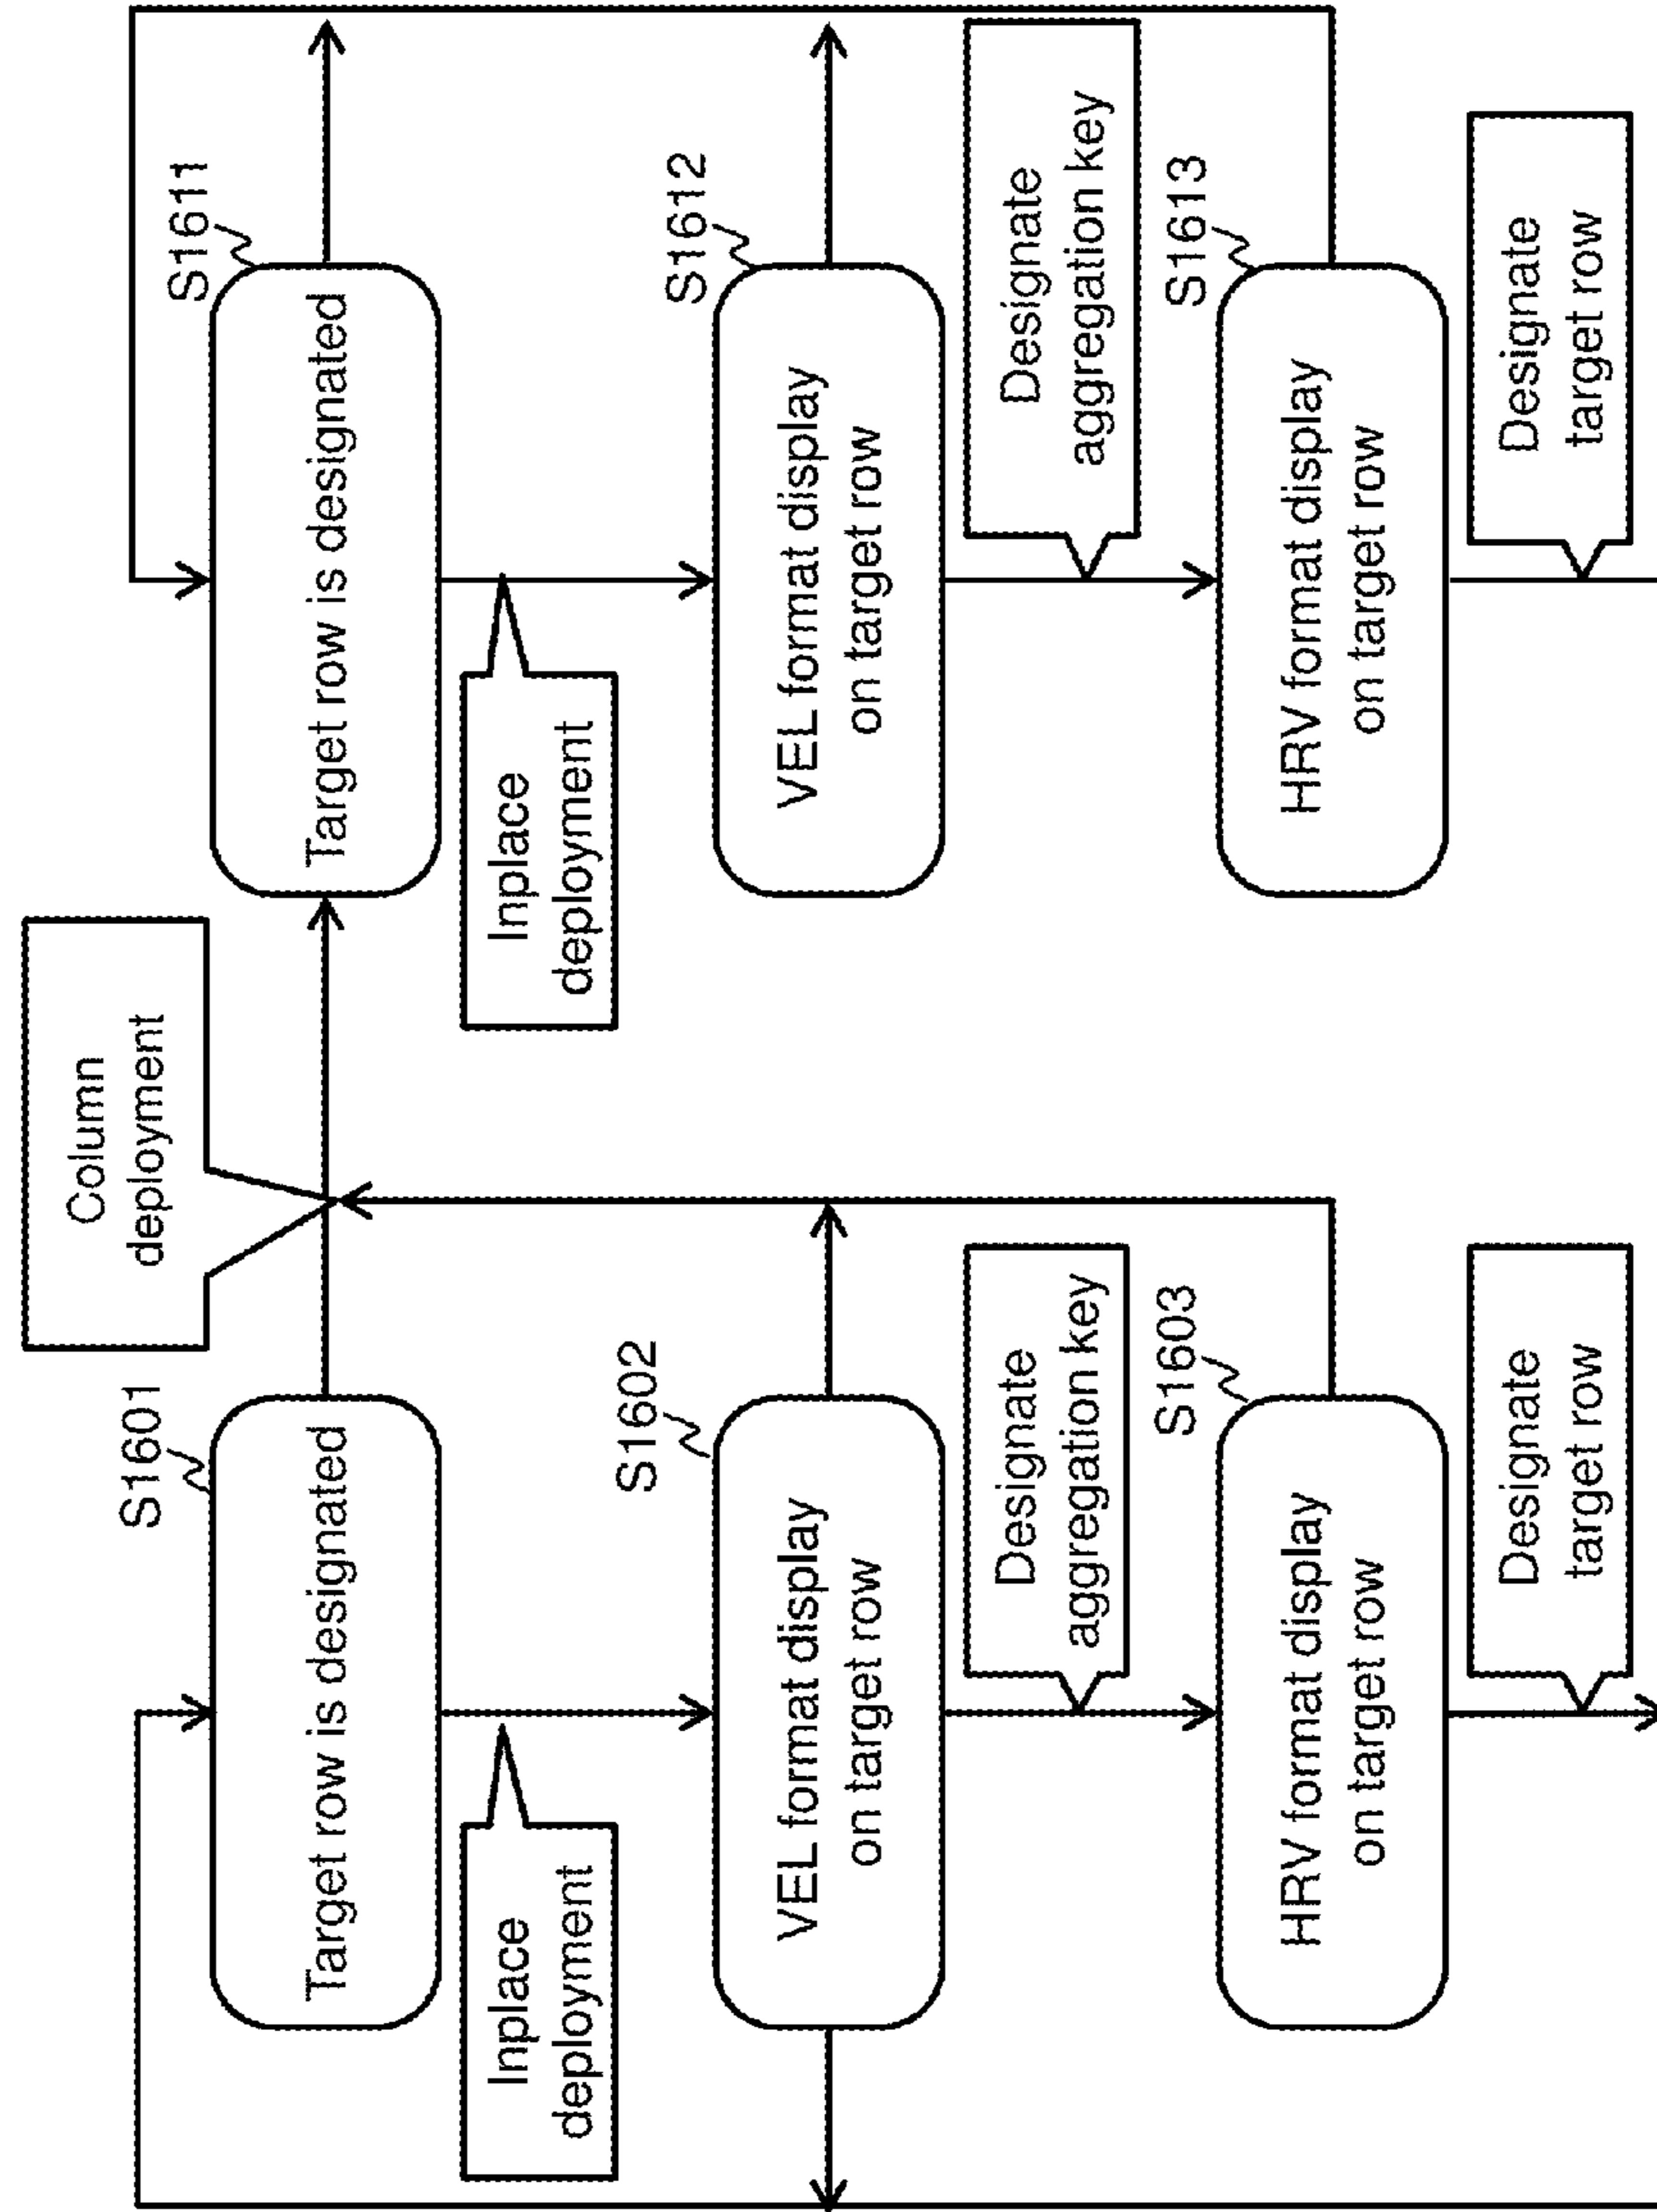 Column
deployment
S1601
Target row is designated
S1611
Target row is designated
Inplace
deployment
Inplace
deployment
S1602
VEL format display
on target row
S1612
VEL format display
on target row
Designate
aggregation key
Designate
aggregation key
S1603
HRV format display
on target row
S1613
HRV format display
on target row
Designate
target row
Designate
target row